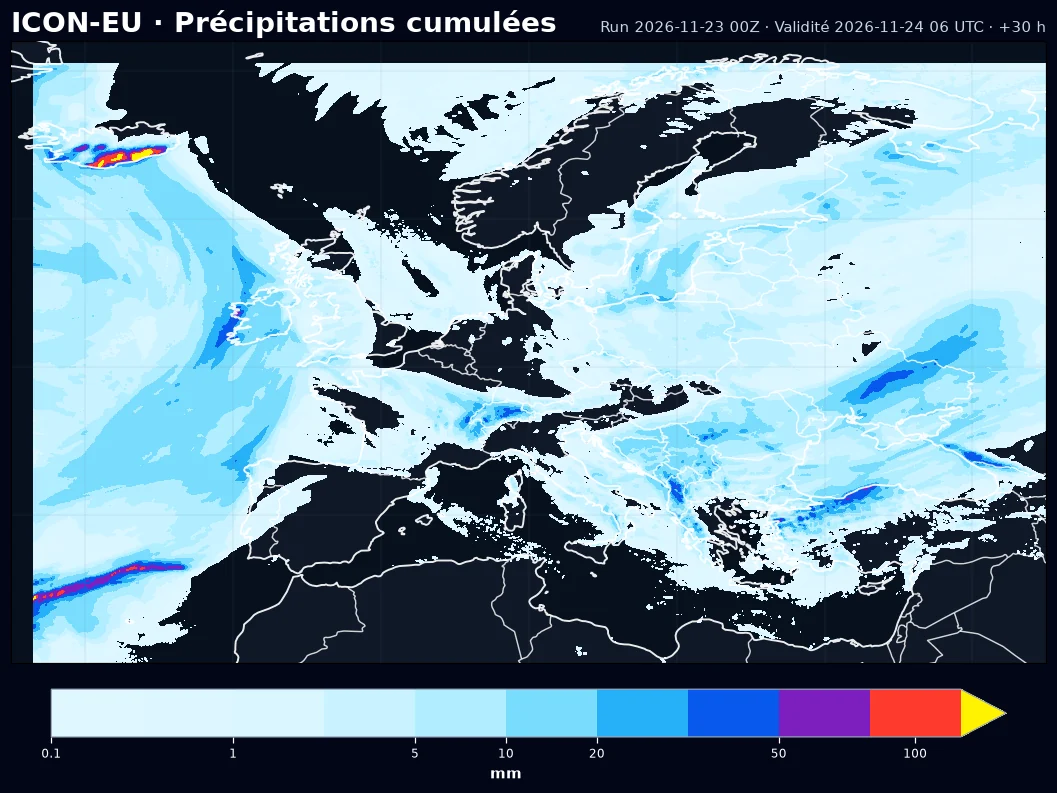 ICON-EU · Précipitations cumulées
Run 2026-11-23 00Z · Validité 2026-11-24 06 UTC · +30 h
0.1 1 5 10 20 50 100
mm